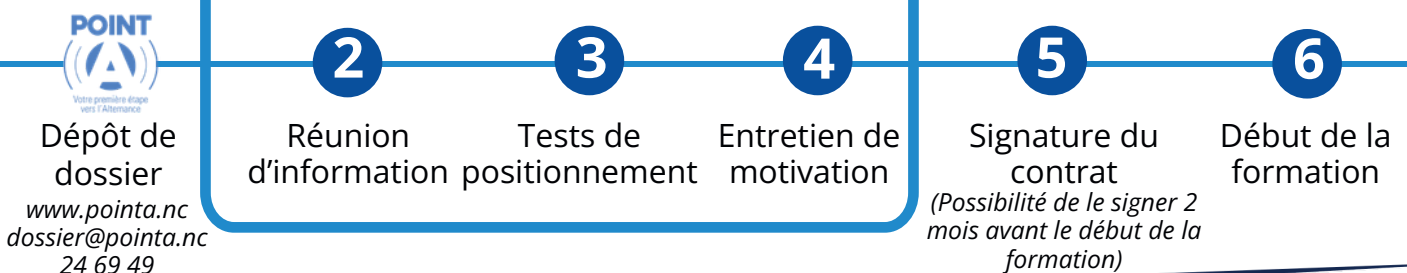 POINT
A
Votre première étape
vers l'Alternance
Dépôt de
dossier
www.pointa.nc
dossier@pointa.nc
24 69 49
2
Réunion
d'information
3
Tests de
positionnement
4
Entretien de
motivation
5
Signature du
contrat
(Possibilité de le signer 2
mois avant le début de la
formation)
6
Début de la
formation